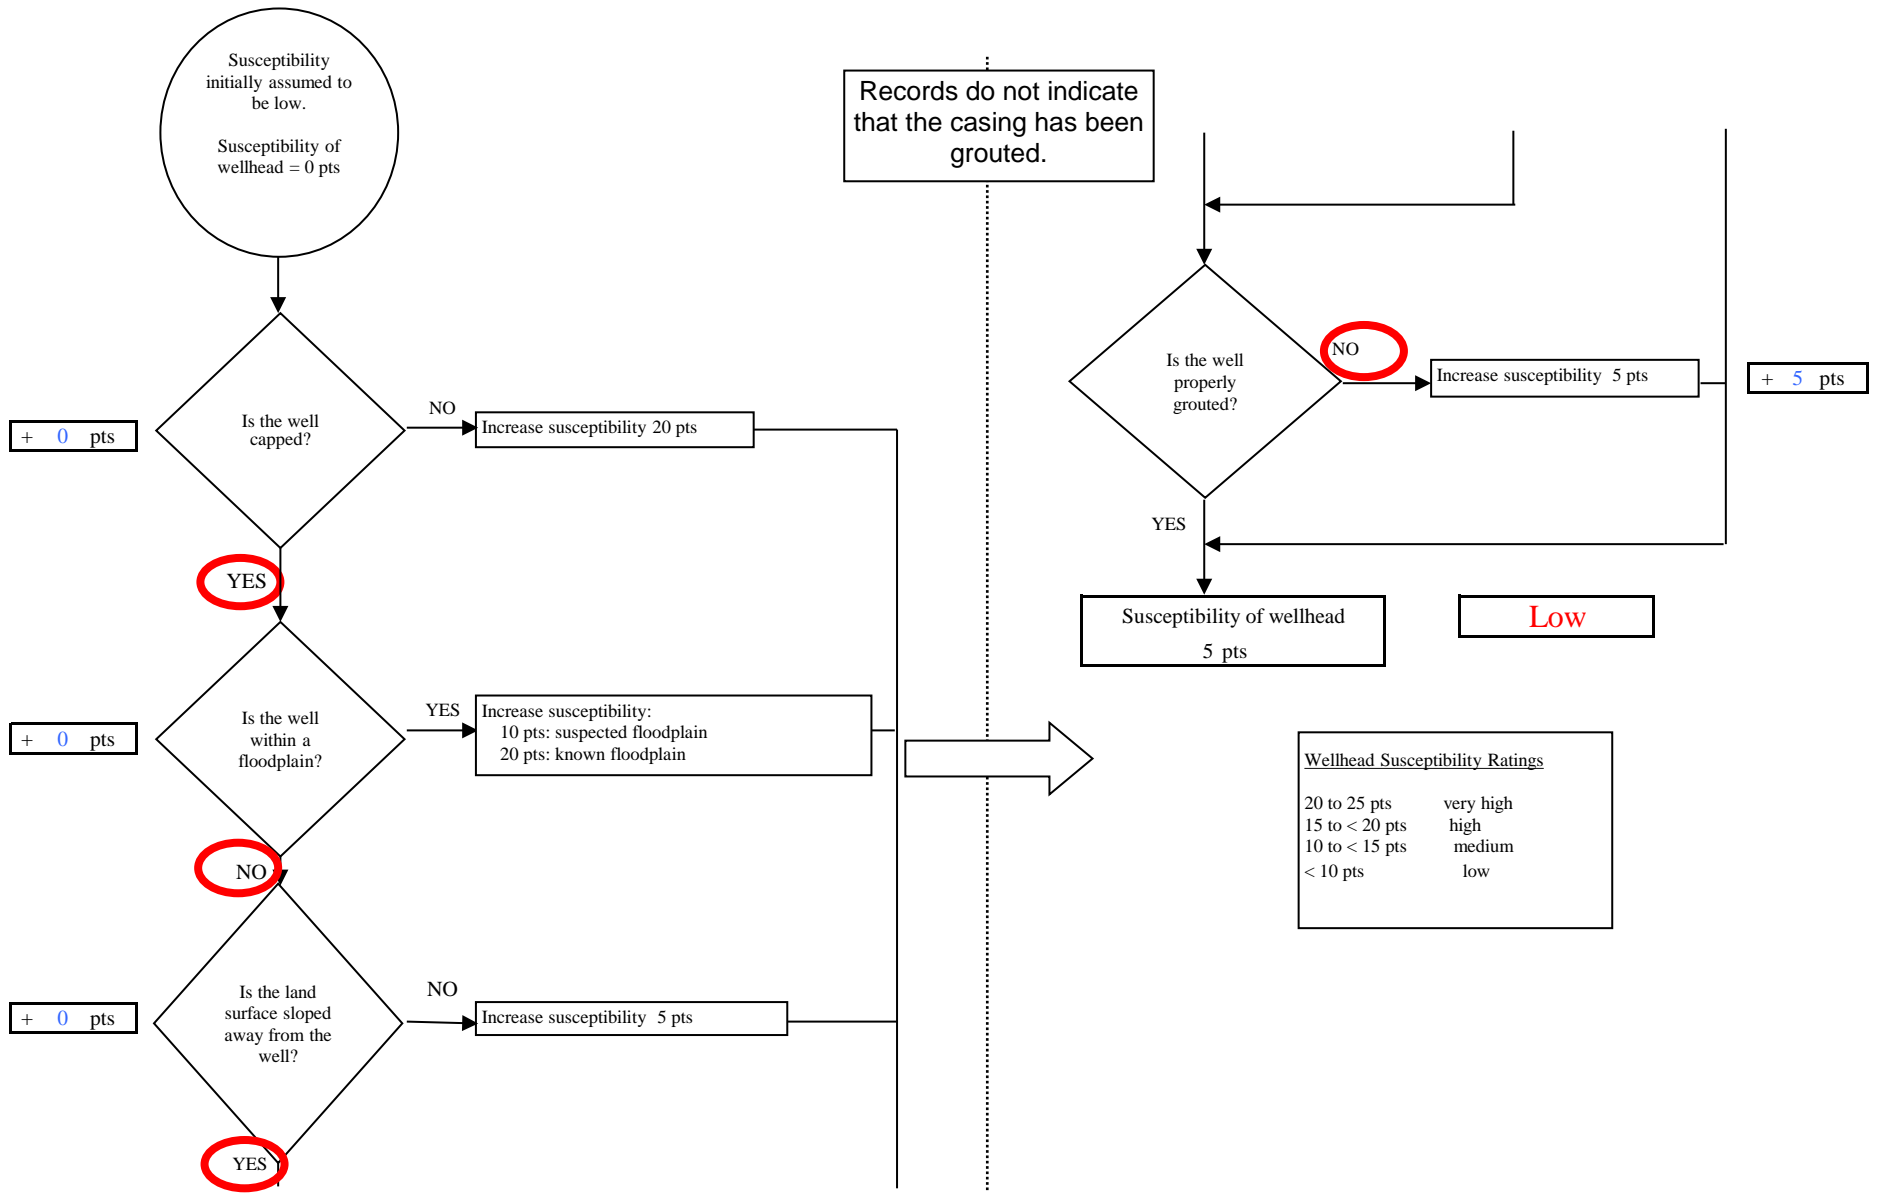 Susceptibility
initially assumed to
be low.
Susceptibility of
wellhead = 0 pts
Is the well
capped?
NO
Increase susceptibility 20 pts
+ 0 pts
YES
Is the well
within a
floodplain?
YES
Increase susceptibility:
10 pts: suspected floodplain
20 pts: known floodplain
+ 0 pts
NO
Is the land
surface sloped
away from the
well?
NO
Increase susceptibility 5 pts
+ 0 pts
YES
Records do not indicate
that the casing has been
grouted.
Is the well
properly
grouted?
NO
Increase susceptibility 5 pts
+ 5 pts
YES
Susceptibility of wellhead
5 pts
Low
Wellhead Susceptibility Ratings
20 to 25 pts very high
15 to < 20 pts high
10 to < 15 pts medium
< 10 pts low